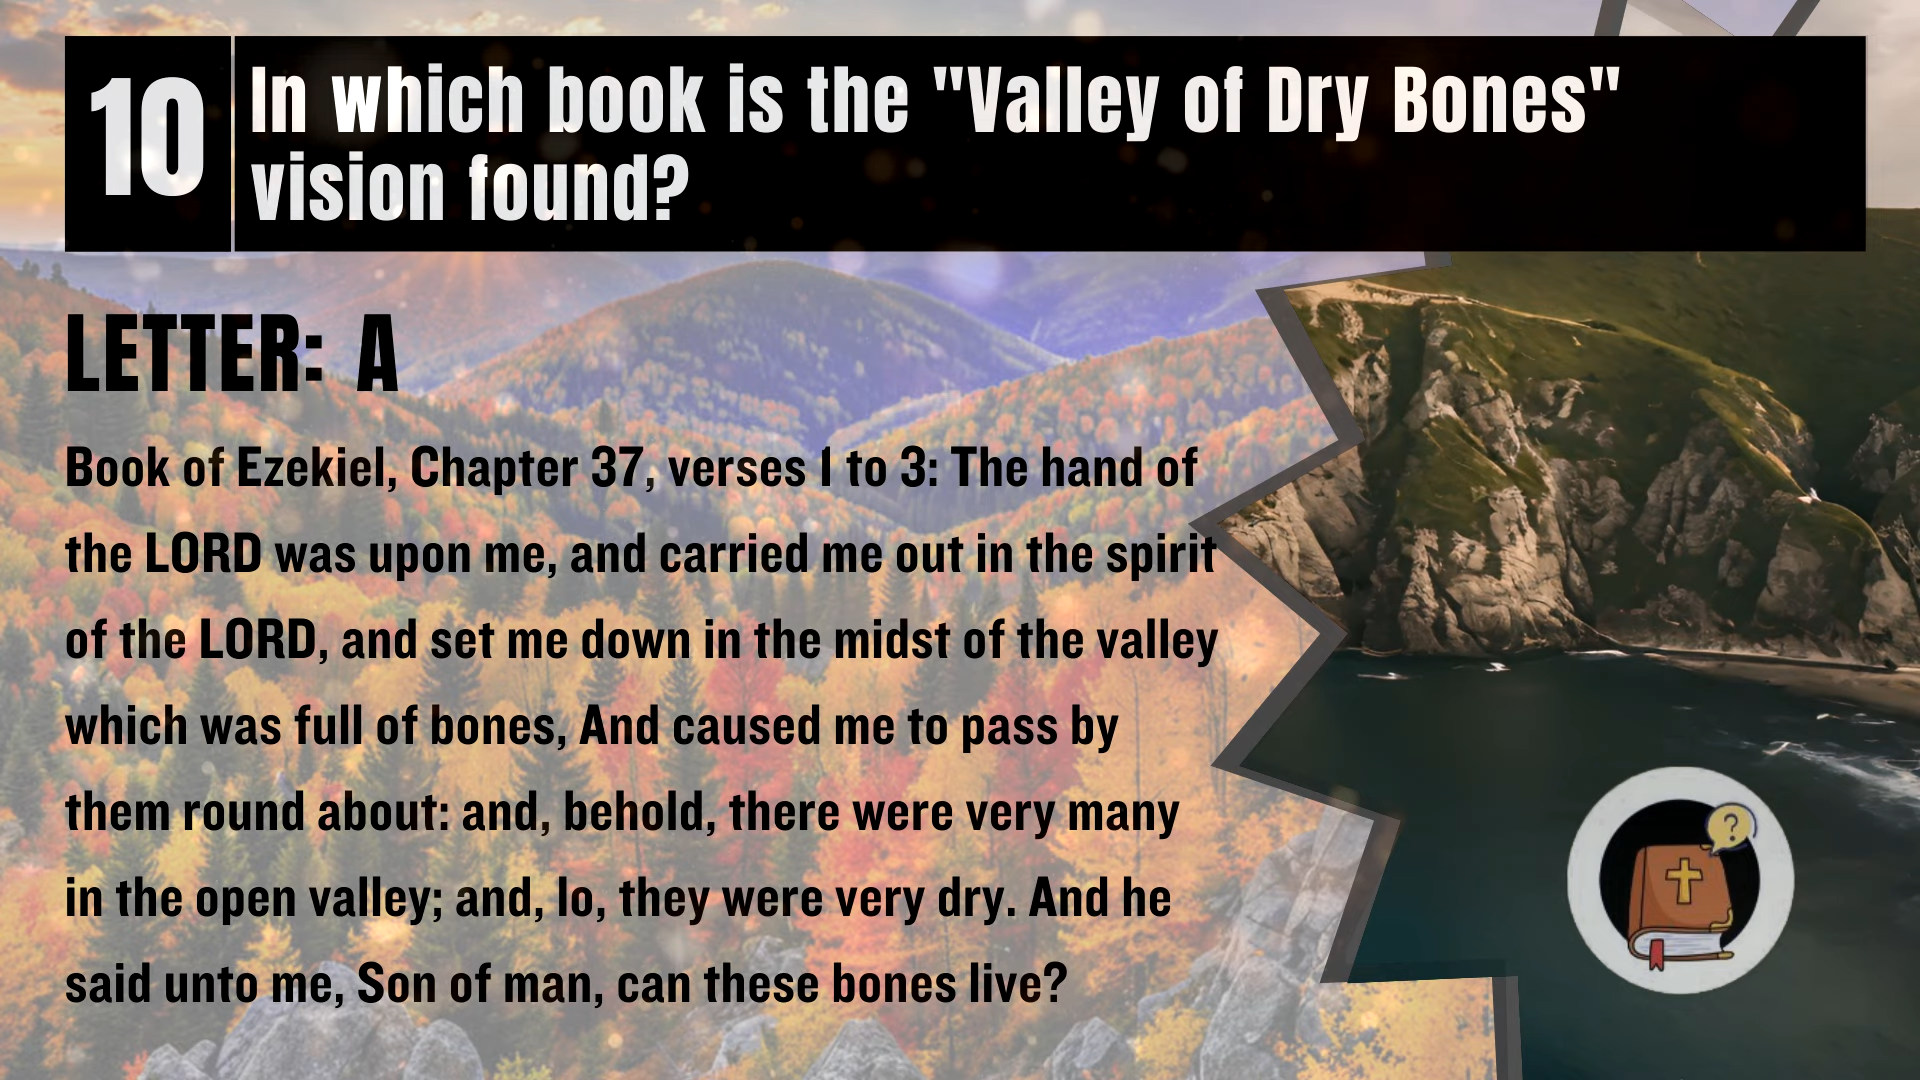 10
In which book is the "Valley of Dry Bones"
vision found?
LETTER: A
Book of Ezekiel, Chapter 37, verses 1 to 3: The hand of
the LORD was upon me, and carried me out in the spirit
of the LORD, and set me down in the midst of the valley
which was full of bones, And caused me to pass by
them round about: and, behold, there were very many
in the open valley; and, lo, they were very dry. And he
said unto me, Son of man, can these bones live?
?